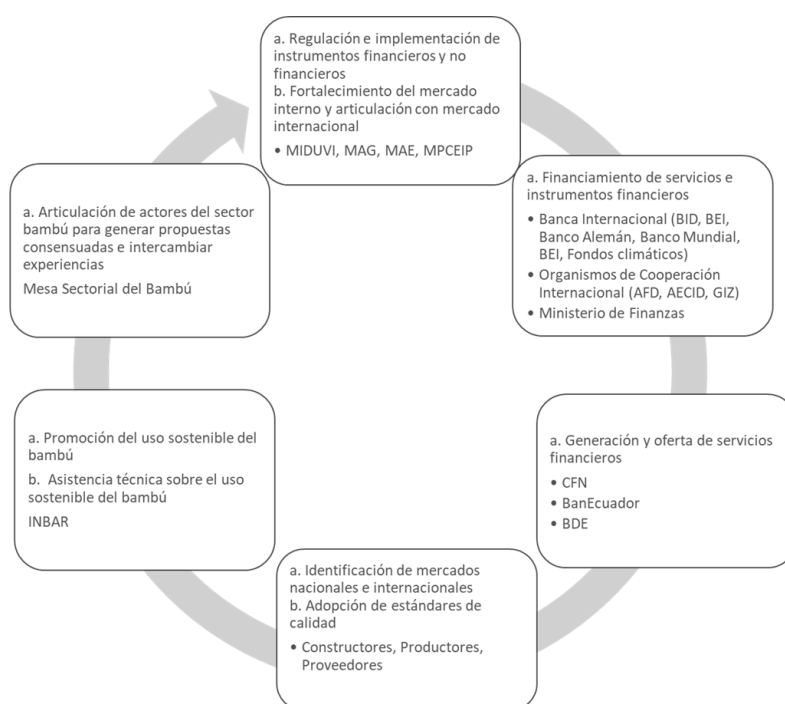 a. Regulación e implementación de
instrumentos financieros y no
financieros
b. Fortalecimiento del mercado
interno y articulación con mercado
internacional
• MIDUVI, MAG, MAE, MPCEIP
a. Financiamiento de servicios e
instrumentos financieros
• Banca Internacional (BID, BEI,
Banco Alemán, Banco Mundial,
BEI, Fondos climáticos)
• Organismos de Cooperación
Internacional (AFD, AECID, GIZ)
• Ministerio de Finanzas
a. Generación y oferta de servicios
financieros
• CFN
• BanEcuador
• BDE
a. Identificación de mercados
nacionales e internacionales
b. Adopción de estándares de
calidad
• Constructores, Productores,
Proveedores
a. Promoción del uso sostenible del
bambú
b. Asistencia técnica sobre el uso
sostenible del bambú
INBAR
a. Articulación de actores del sector
bambú para generar propuestas
consensuadas e intercambiar
experiencias
Mesa Sectorial del Bambú